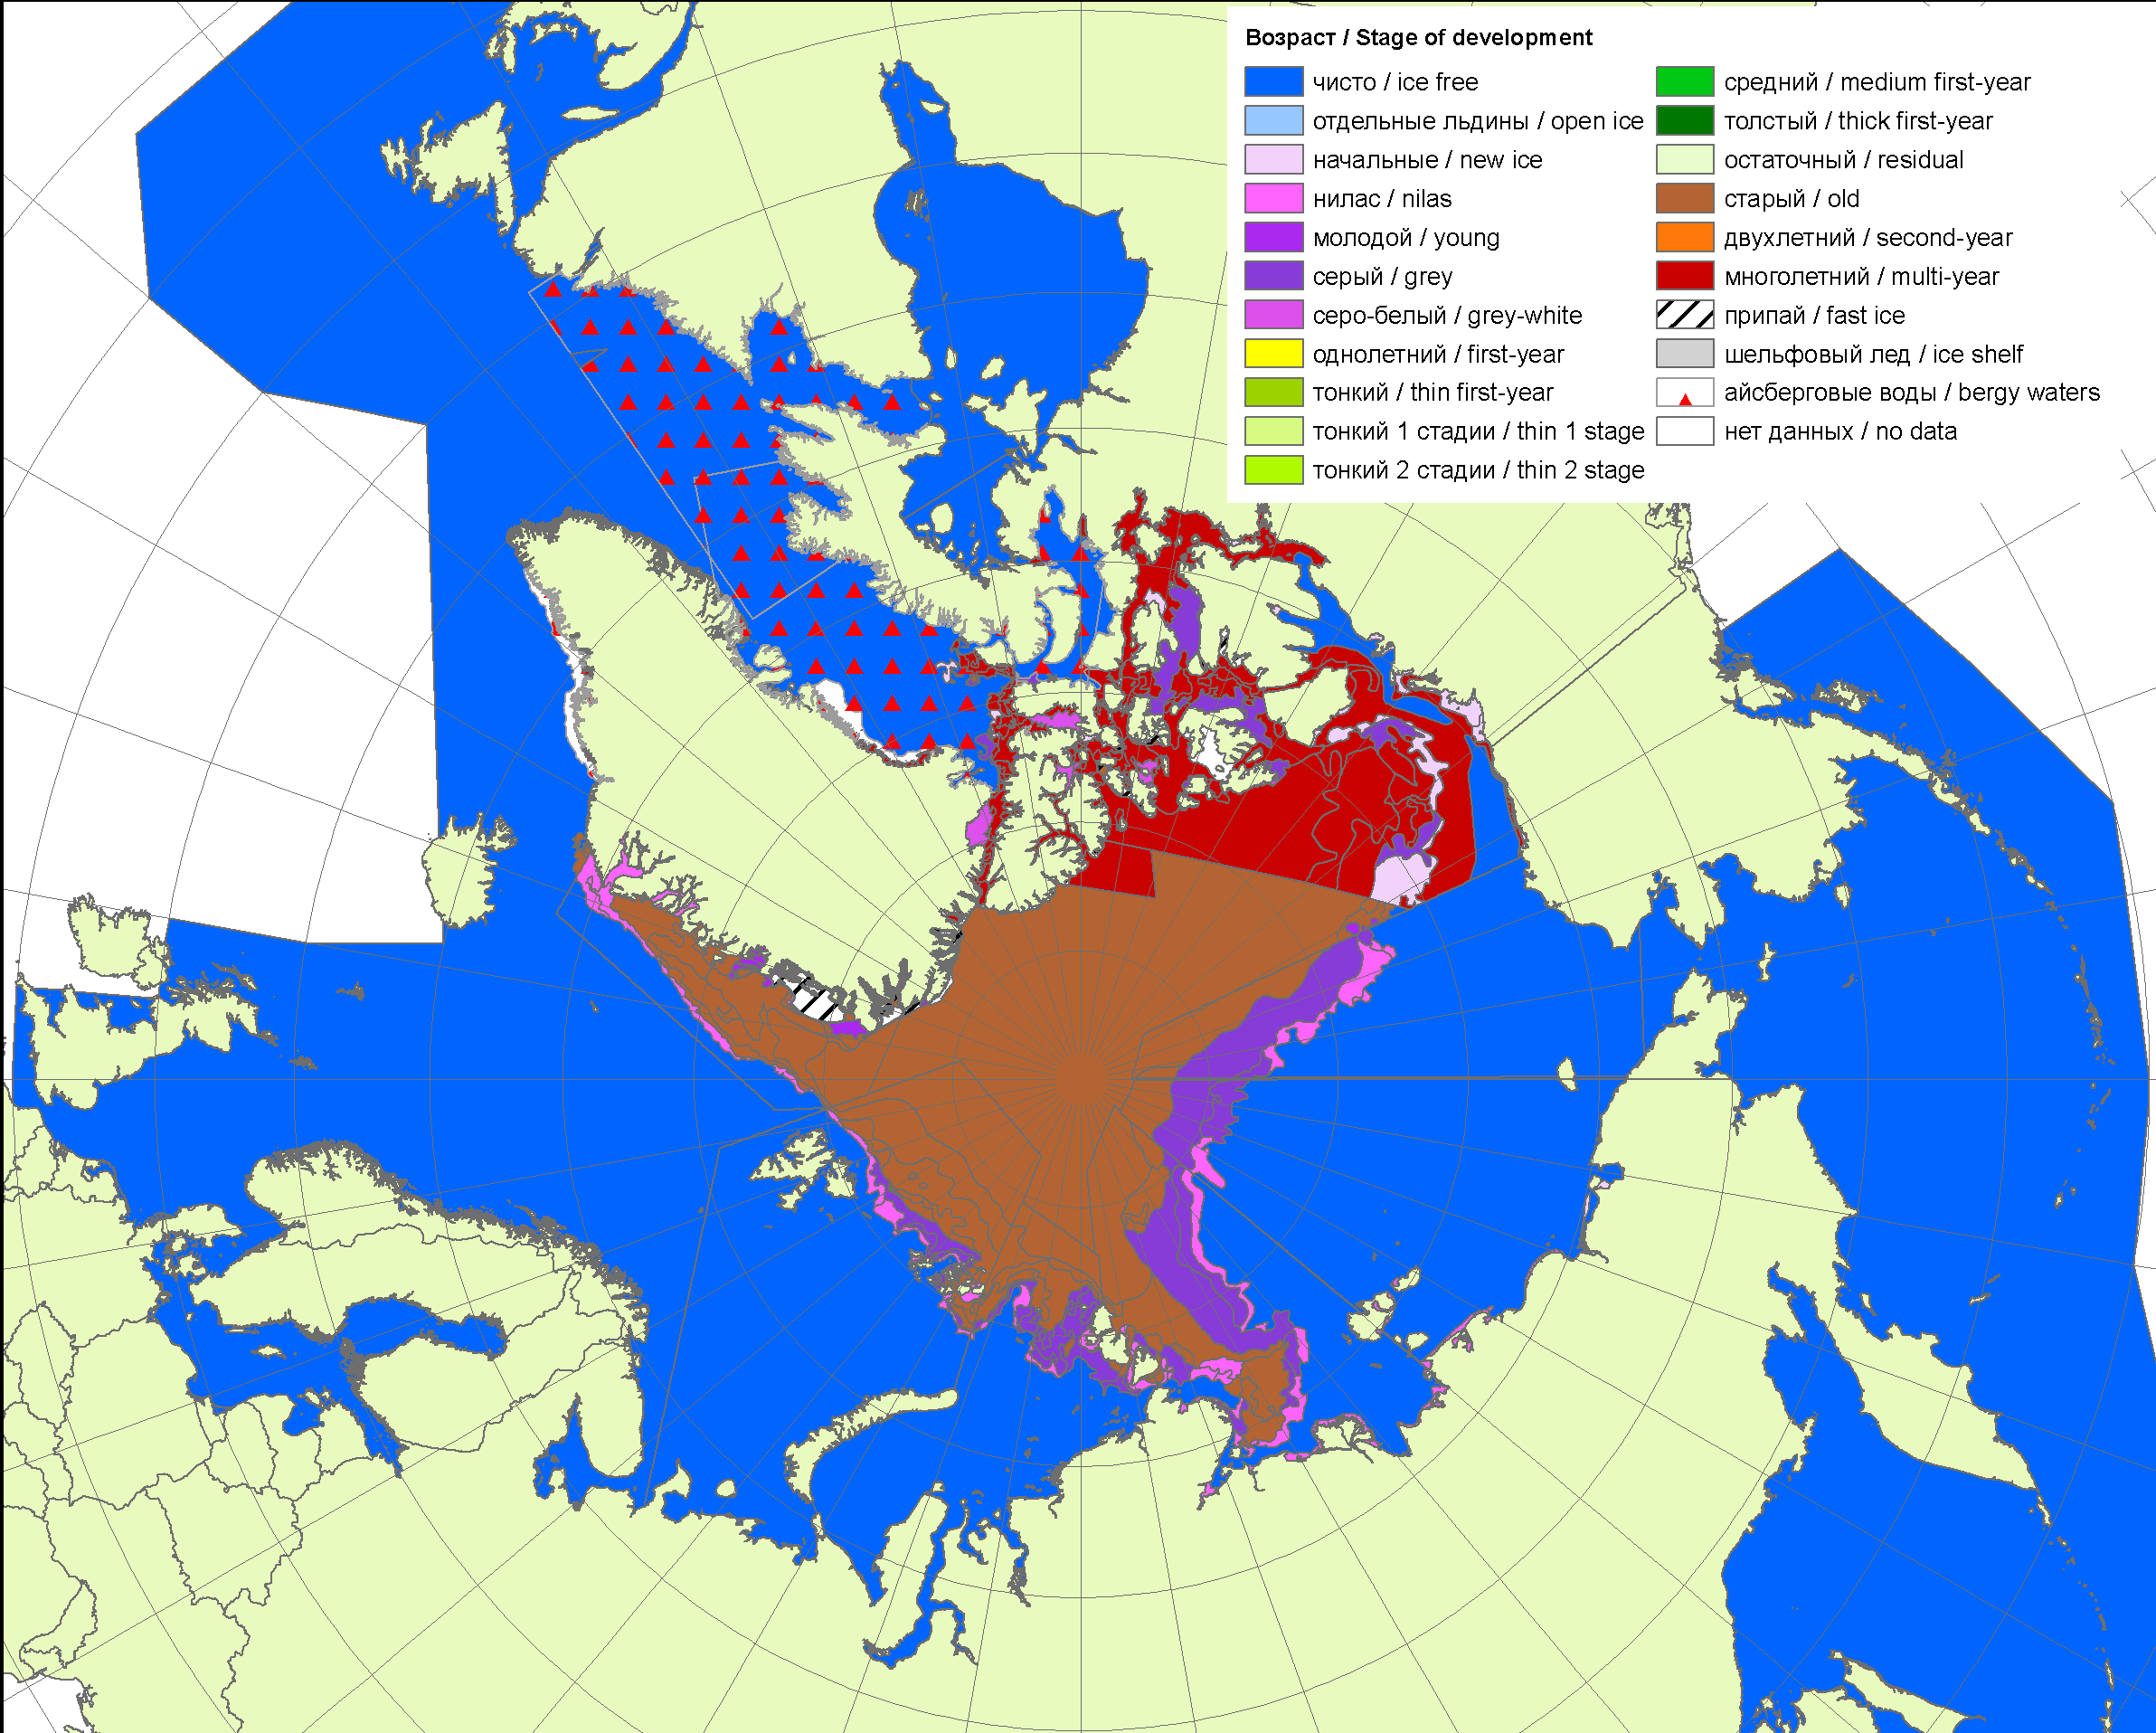 Возраст / Stage of development
чисто / ice free
отдельные льдины / open ice
начальные / new ice
нилас / nilas
молодой / young
серый / grey
серо-белый / grey-white
однолетний / first-year
тонкий / thin first-year
тонкий 1 стадии / thin 1 stage
тонкий 2 стадии / thin 2 stage
средний / medium first-year
толстый / thick first-year
остаточный / residual
старый / old
двухлетний / second-year
многолетний / multi-year
припай / fast ice
шельфовый лед / ice shelf
айсберговые воды / bergy waters
нет данных / no data